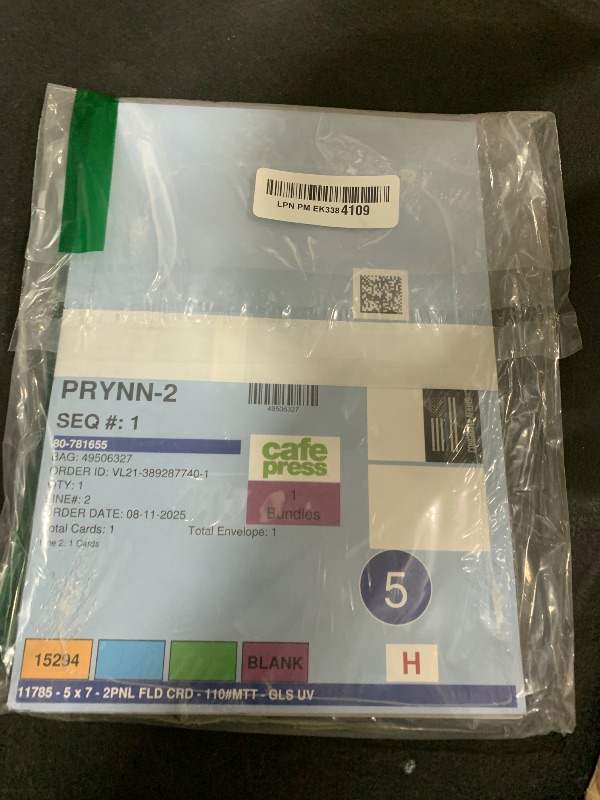 LPN PM EK3384109
PRYNN-2
49506327
SEQ #: 1
80-781655
BAG: 49506327
ORDER ID: VL21-389287740-1
QTY: 1
LINE#: 2
ORDER DATE: 08-11-2025
otal Cards: 1
Total Envelope: 1
ne 2: 1 Cards
cafe
press
1
Bundles
5
15294
BLANK
H
11785 - 5 x 7 - 2PNL FLD CRD - 110#MTT - GLS UV